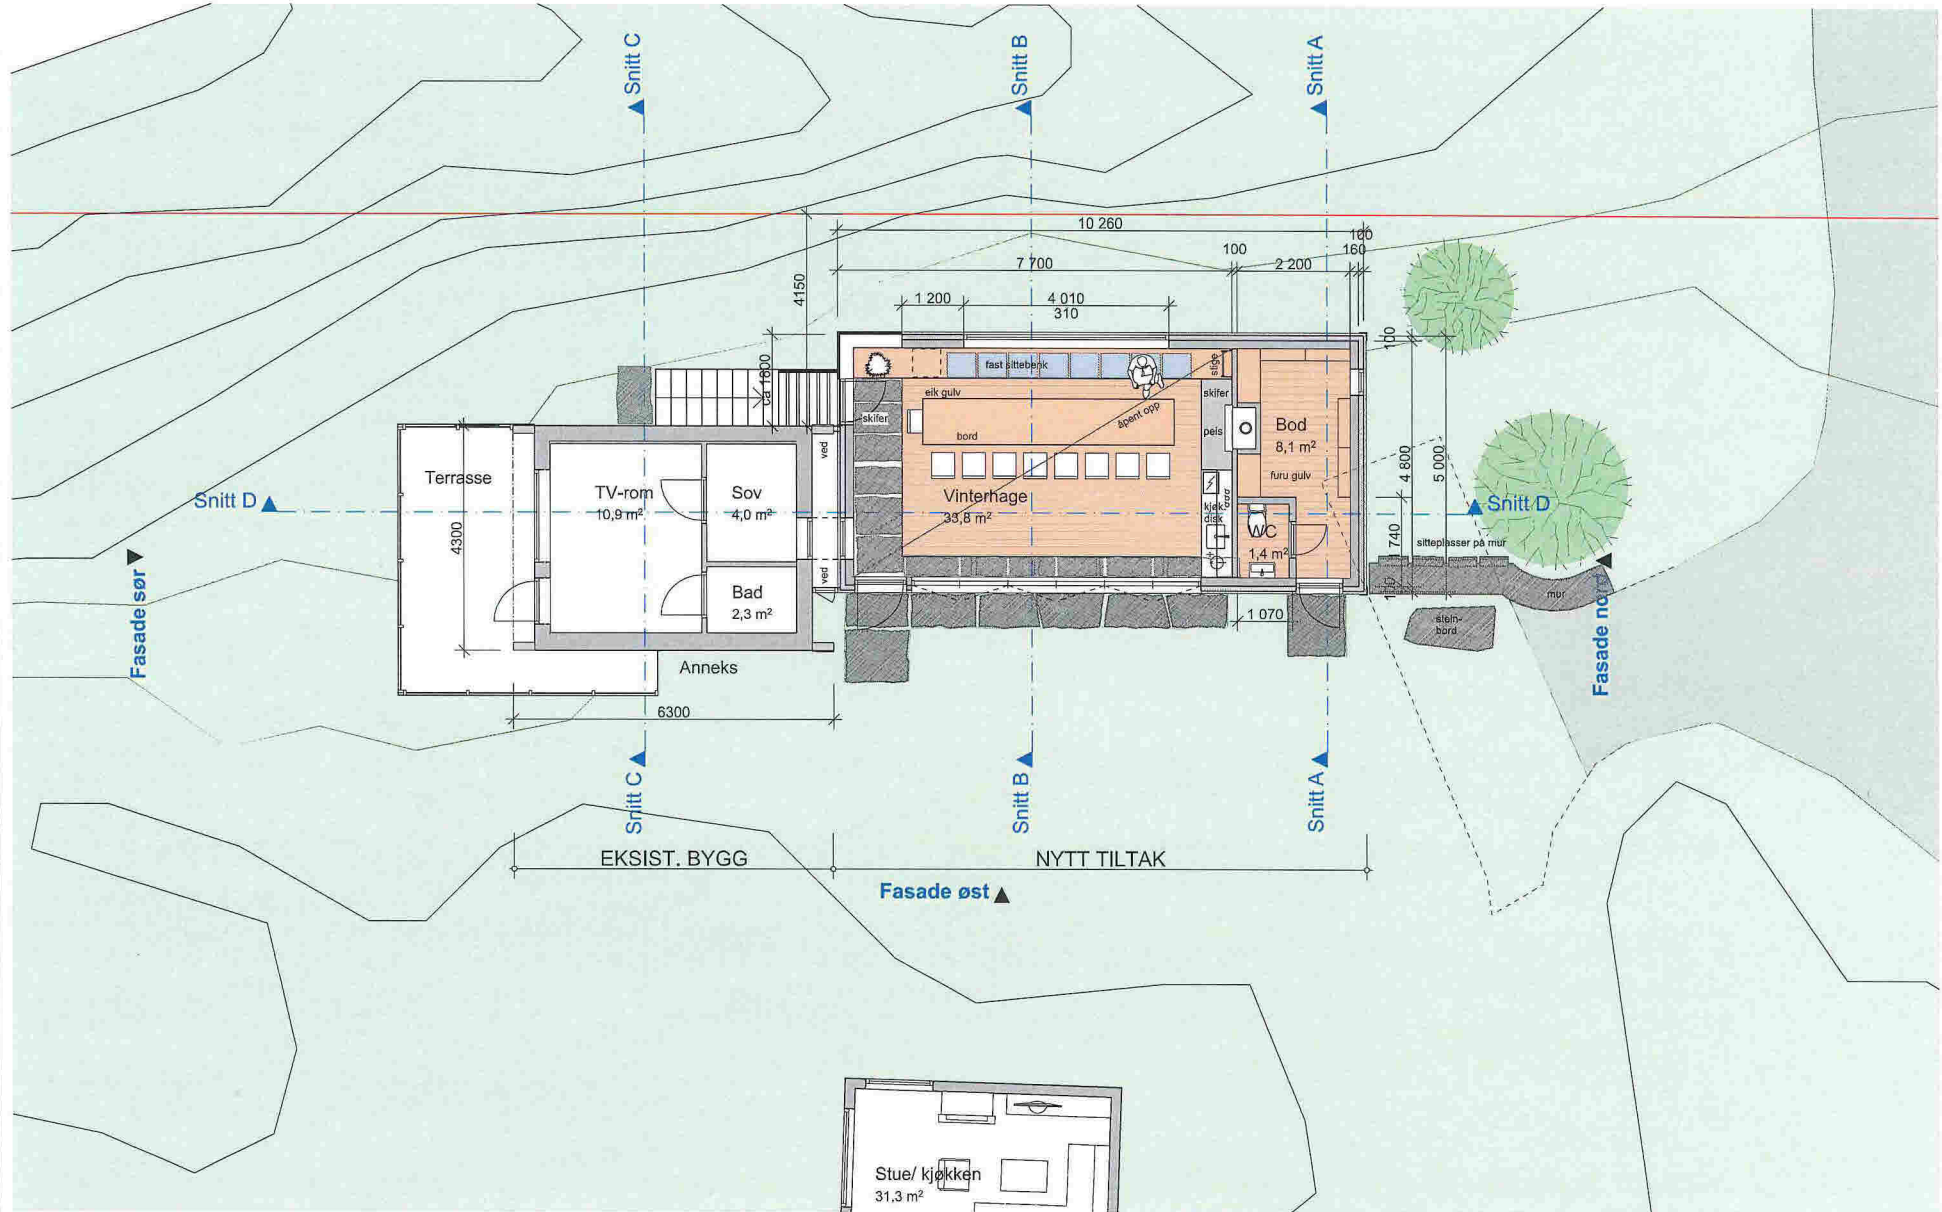 Snitt C
Snitt B
Snitt A
10 260
100
7 700
100
2 200
160
4150
1 200
4 010
310
100
ca 1800
fast sittebenk
stige
eik gulv
skifer
skifer
åpent opp
bord
pels
Bod
8,1 m²
furu gulv
4 800
5 000
Terrasse
TV-rom
10,9 m²
Sov
4,0 m²
ved
Vinterhage
33,8 m²
Snitt D
Snitt D
kjøk.
disk
WC
1,4 m²
1 740
sitteplasser på mur
4300
Bad
2,3 m²
ved
mur
stein-
bord
1 070
Fasade sør
Fasade nord
Anneks
6300
Snitt C
Snitt B
Snitt A
EKSIST. BYGG
NYTT TILTAK
Fasade øst
Stue/ kjøkken
31,3 m²